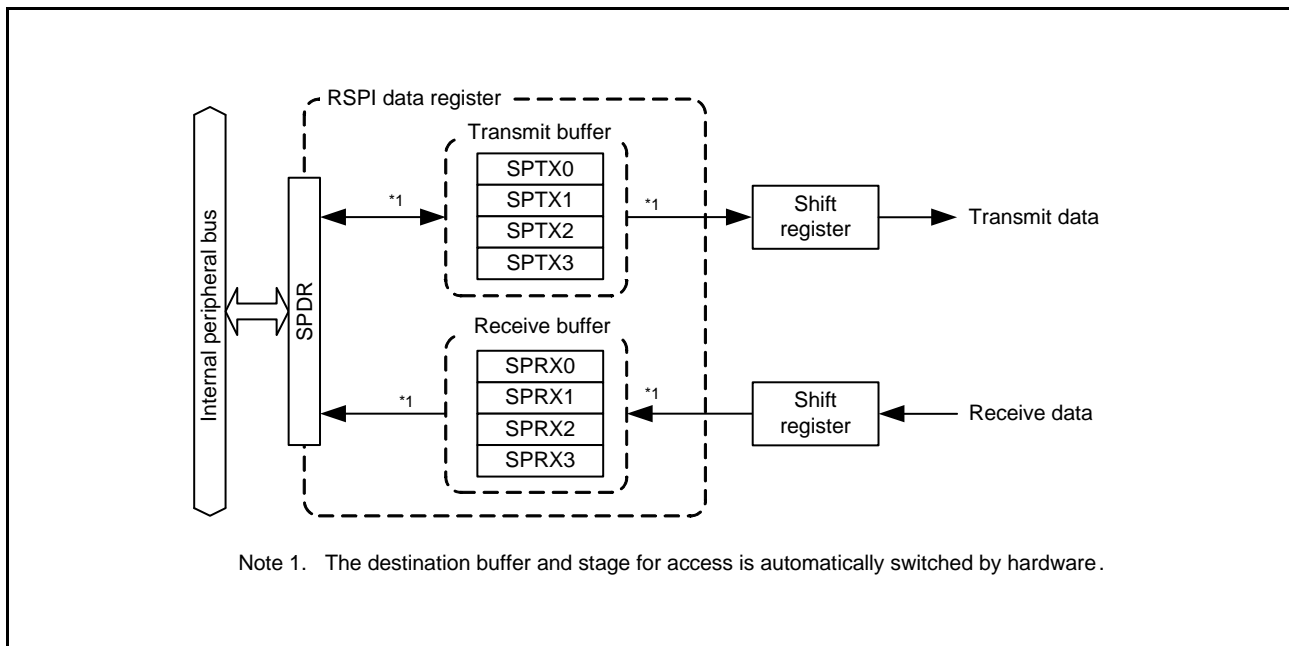 RSPI data register
Transmit buffer
SPTX0
SPTX1
SPTX2
SPTX3
*1
*1
Shift
register
Transmit data
Internal peripheral bus
SPDR
Receive buffer
SPRX0
SPRX1
SPRX2
SPRX3
*1
*1
Shift
register
Receive data
Note 1. The destination buffer and stage for access is automatically switched by hardware.